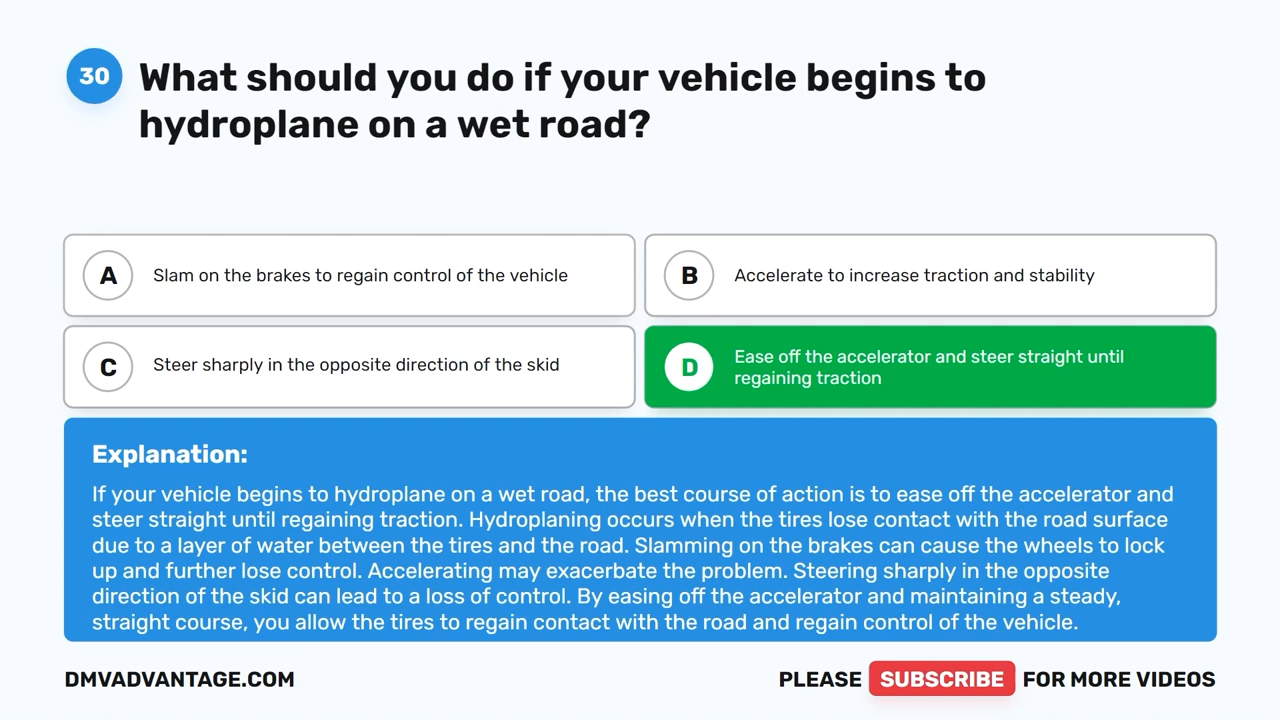 30
What should you do if your vehicle begins to
hydroplane on a wet road?
A
Slam on the brakes to regain control of the vehicle
B
Accelerate to increase traction and stability
C
Steer sharply in the opposite direction of the skid
D
Ease off the accelerator and steer straight until
regaining traction
Explanation:
If your vehicle begins to hydroplane on a wet road, the best course of action is to ease off the accelerator and
steer straight until regaining traction. Hydroplaning occurs when the tires lose contact with the road surface
due to a layer of water between the tires and the road. Slamming on the brakes can cause the wheels to lock
up and further lose control. Accelerating may exacerbate the problem. Steering sharply in the opposite
direction of the skid can lead to a loss of control. By easing off the accelerator and maintaining a steady,
straight course, you allow the tires to regain contact with the road and regain control of the vehicle.
DMVADVANTAGE.COM
PLEASE SUBSCRIBE FOR MORE VIDEOS